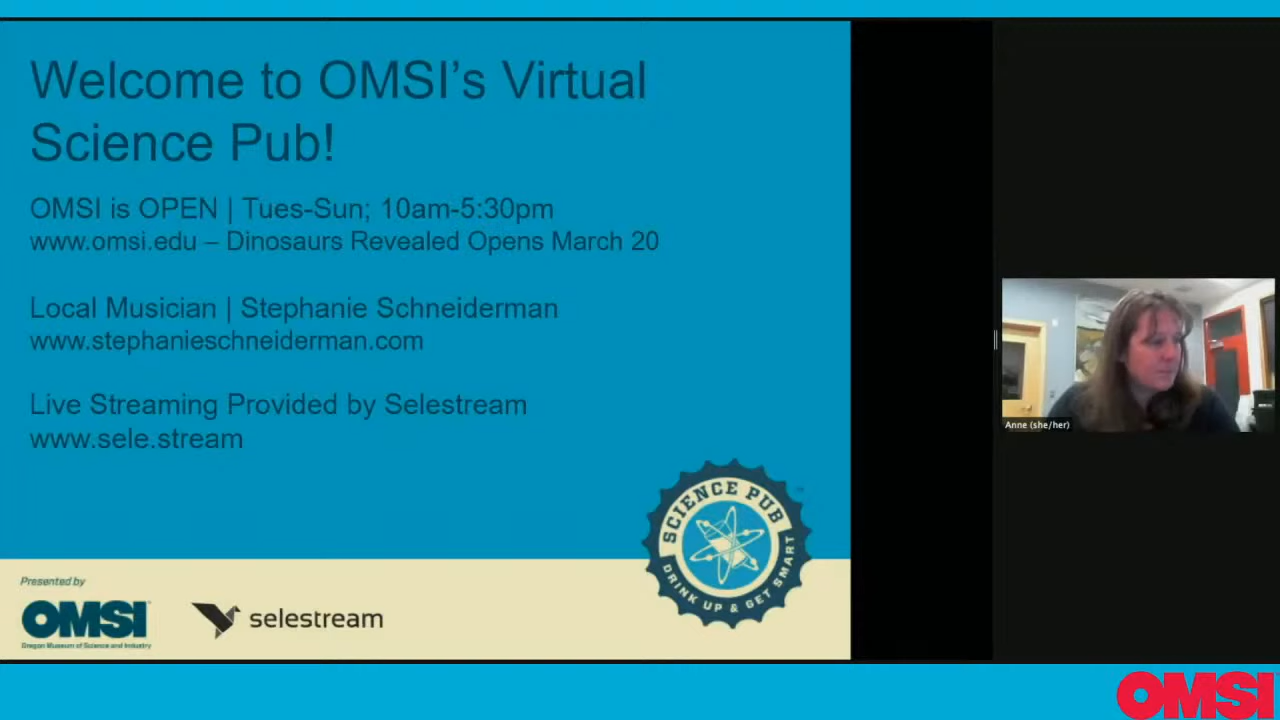 Welcome to OMSI’s Virtual
Science Pub!
OMSI is OPEN | Tues-Sun; 10am-5:30pm
www.omsi.edu – Dinosaurs Revealed Opens March 20
Local Musician | Stephanie Schneiderman
www.stephanieschneiderman.com
Live Streaming Provided by Selestream
www.sele.stream
Anne (she/her)
SCIENCE PUB
DRINK UP & GET SMART
Presented by
OMSI
Oregon Museum of Science and Industry
selestream
OMSI